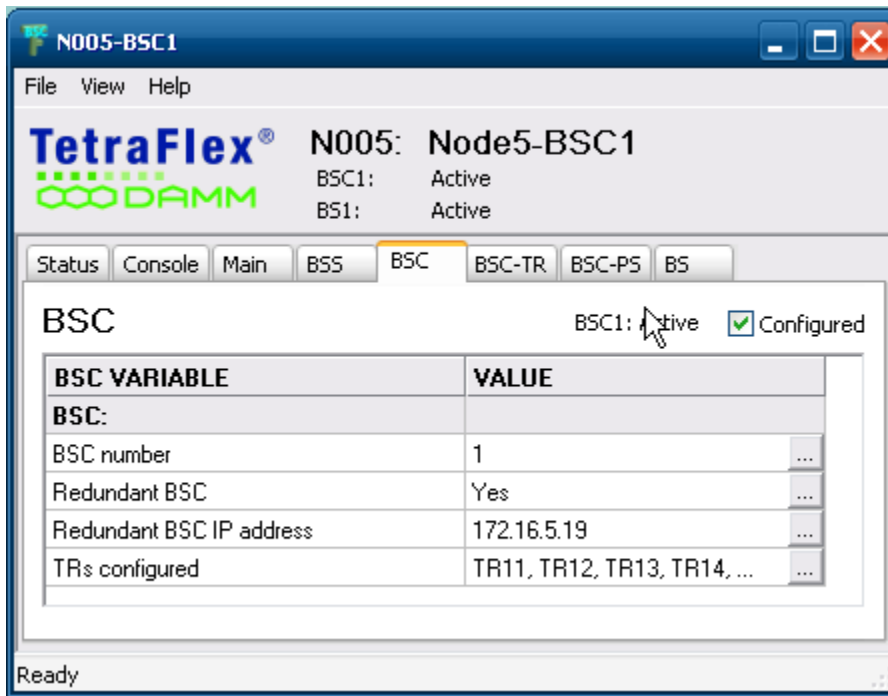 N005-BSC1
File View Help
TetraFlex®
DAMM
N005: Node5-BSC1
BSC1: Active
BS1: Active
Status Console Main BSS BSC BSC-TR BSC-PS BS
BSC
BSC1: Active Configured
BSC VARIABLE VALUE
BSC:
BSC number 1 ...
Redundant BSC Yes ...
Redundant BSC IP address 172.16.5.19 ...
TRs configured TR11, TR12, TR13, TR14, ... ...
Ready